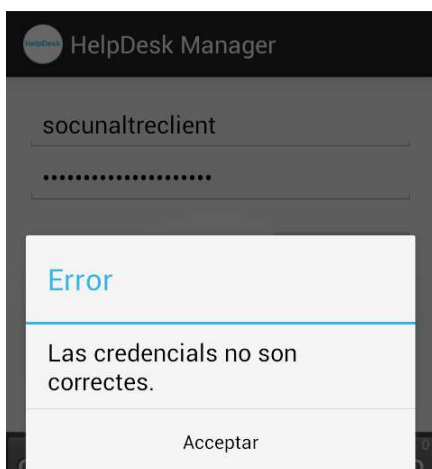 HelpDesk
HelpDesk Manager
socunaltreclient
Error
Las credencials no son
correctes.
Acceptar